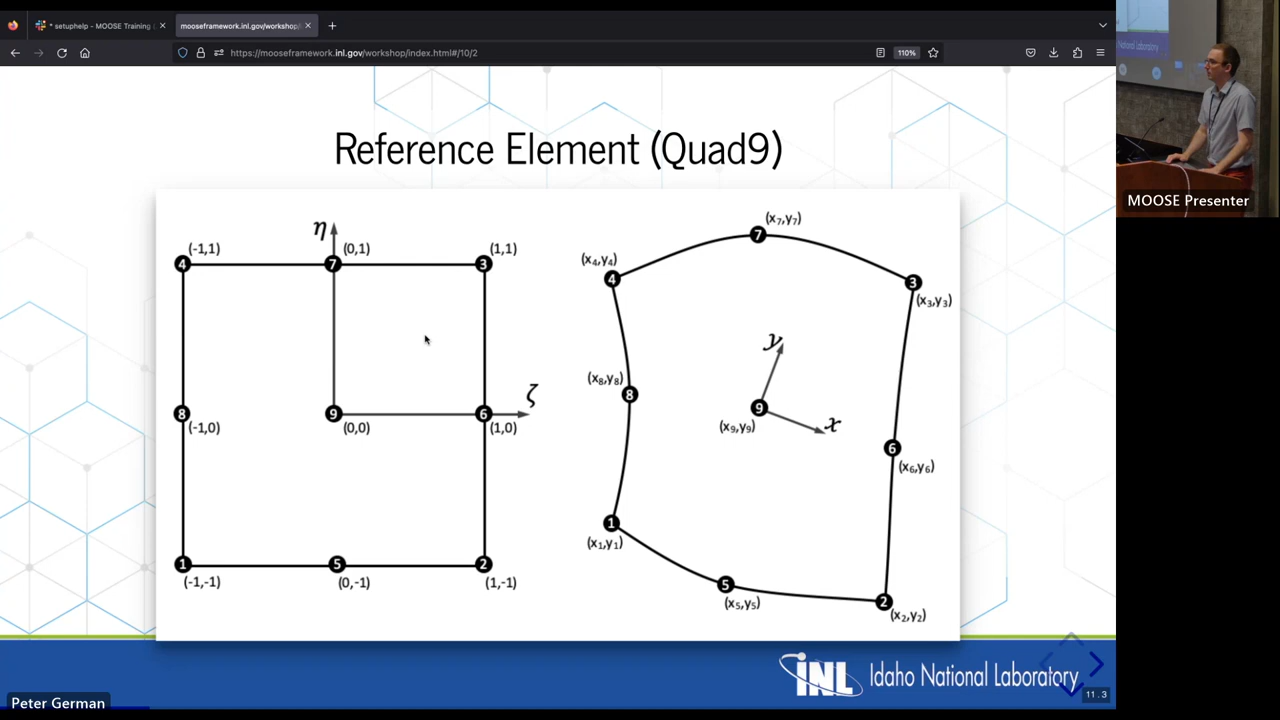 * setuphelp - MOOSE Training
mooseframework.inl.gov/workshop/
https://mooseframework.inl.gov/workshop/index.html#/10/2
110%
National Laboratory
MOOSE Presenter
Reference Element (Quad9)
η
(-1,1)
(0,1)
(1,1)
4
7
3
ζ
8
9
6
(-1,0)
(0,0)
(1,0)
1
5
2
(-1,-1)
(0,-1)
(1,-1)
(x₇,y₇)
7
(x₄,y₄)
4
3
(x₃,y₃)
y
(x₈,y₈)
8
9
(x₉,y₉)
x
6
(x₆,y₆)
1
(x₁,y₁)
5
(x₅,y₅)
2
(x₂,y₂)
INL Idaho National Laboratory
11.3
Peter German